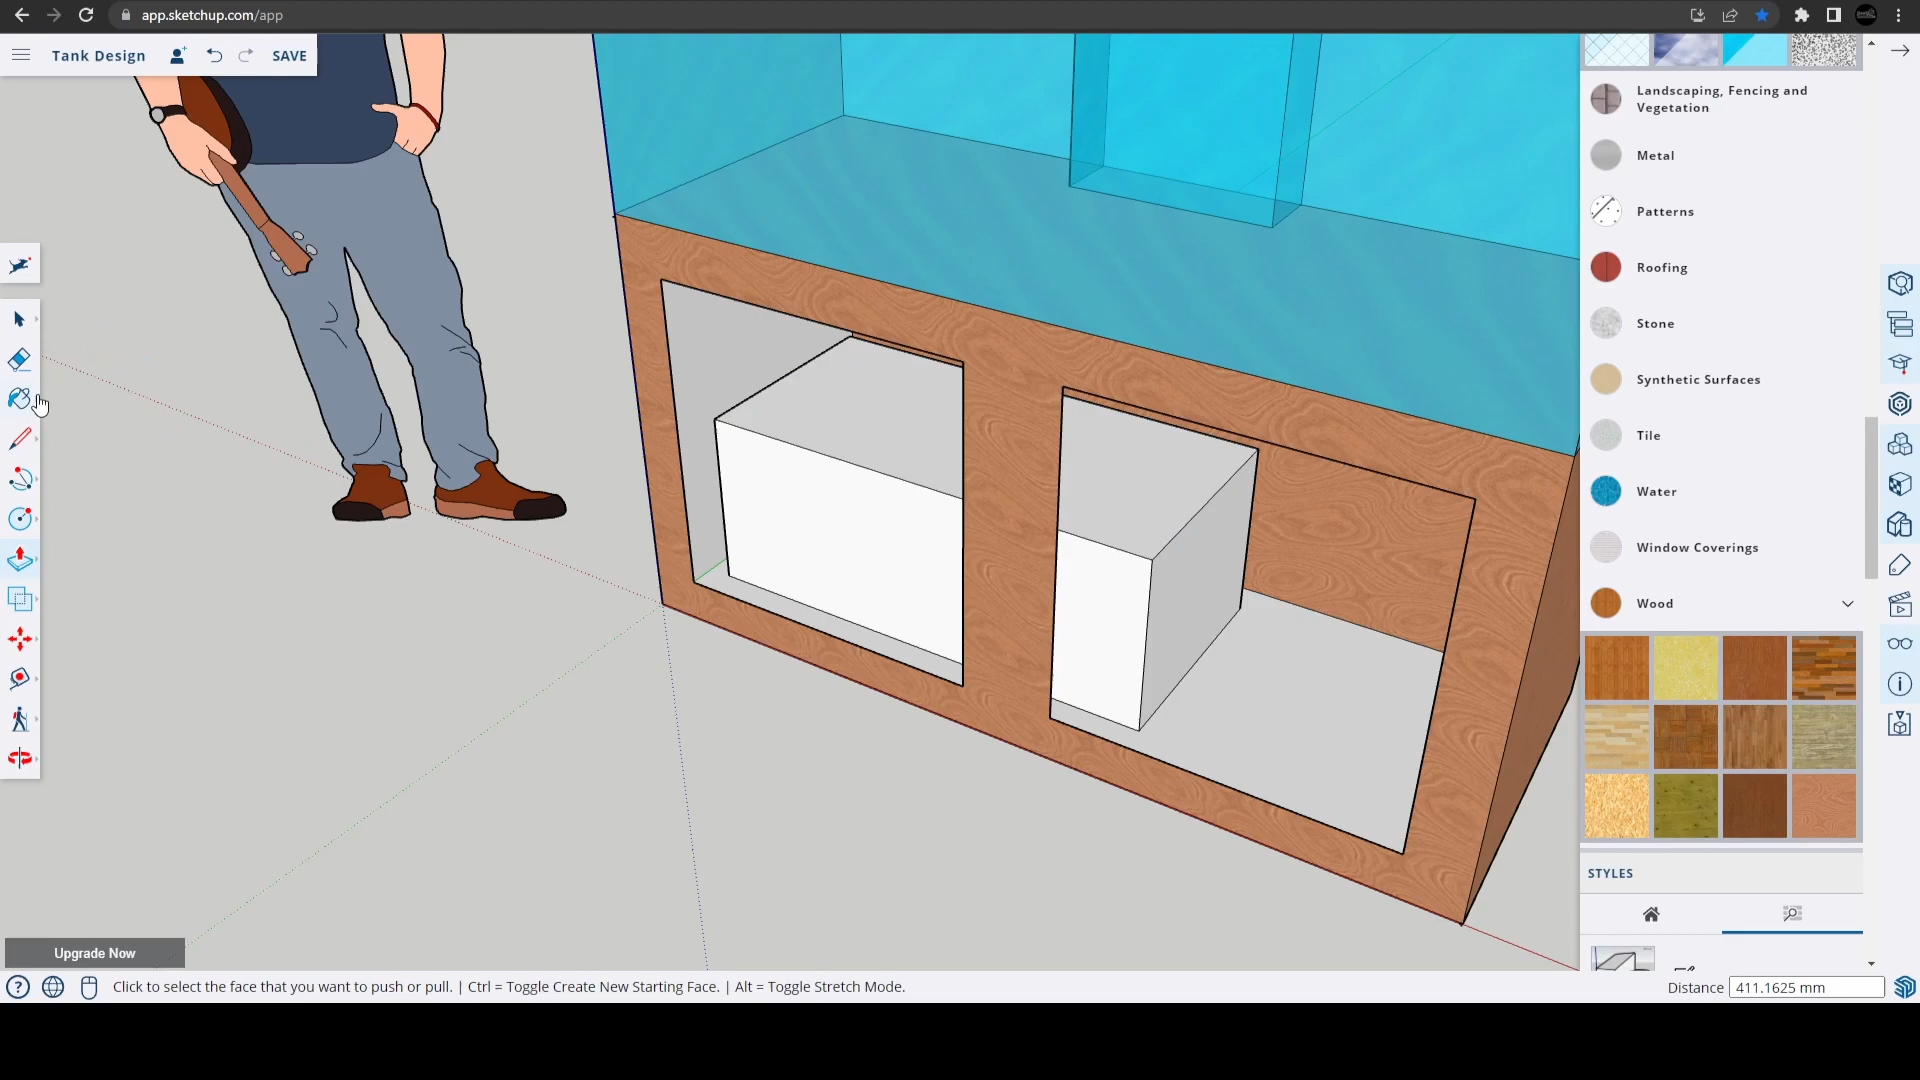 app.sketchup.com/app
Tank Design
SAVE
Landscaping, Fencing and
Vegetation
Metal
Patterns
Roofing
Stone
Synthetic Surfaces
Tile
Water
Window Coverings
Wood
STYLES
Upgrade Now
Click to select the face that you want to push or pull. | Ctrl = Toggle Create New Starting Face. | Alt = Toggle Stretch Mode.
Distance 411.1625 mm